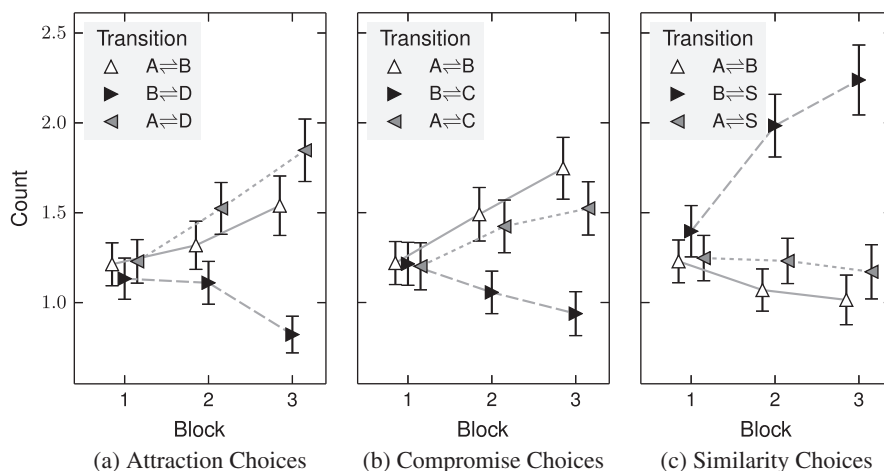 2.5
2.0
1.5
1.0
Count
Transition
A⇌B
B⇌D
A⇌D
1 2 3
Block
(a) Attraction Choices
Transition
A⇌B
B⇌C
A⇌C
1 2 3
Block
(b) Compromise Choices
Transition
A⇌B
B⇌S
A⇌S
1 2 3
Block
(c) Similarity Choices